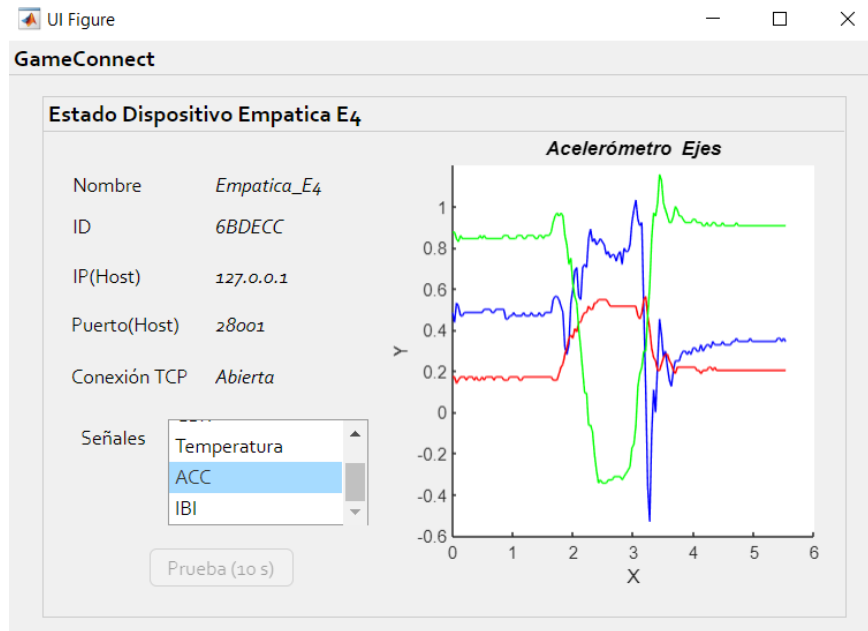 UI Figure
GameConnect
Estado Dispositivo Empatica E4
Nombre Empatica_E4
ID 6BDECC
IP(Host) 127.0.0.1
Puerto(Host) 28001
Conexión TCP Abierta
Señales
Temperatura
ACC
IBI
Prueba (10 s)
Acelerómetro Ejes
1
0.8
0.6
0.4
0.2
0
-0.2
-0.4
-0.6
Y
0 1 2 3 4 5 6
X